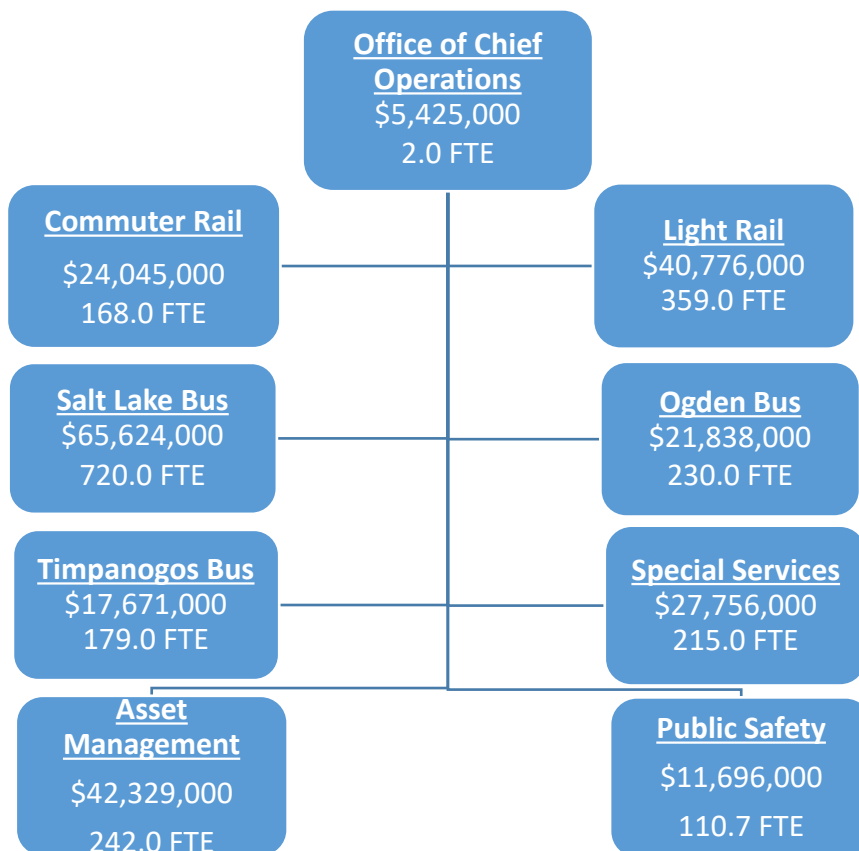 Office of Chief
Operations
$5,425,000
2.0 FTE
Commuter Rail
$24,045,000
168.0 FTE
Light Rail
$40,776,000
359.0 FTE
Salt Lake Bus
$65,624,000
720.0 FTE
Ogden Bus
$21,838,000
230.0 FTE
Timpanogos Bus
$17,671,000
179.0 FTE
Special Services
$27,756,000
215.0 FTE
Asset
Management
$42,329,000
242.0 FTE
Public Safety
$11,696,000
110.7 FTE